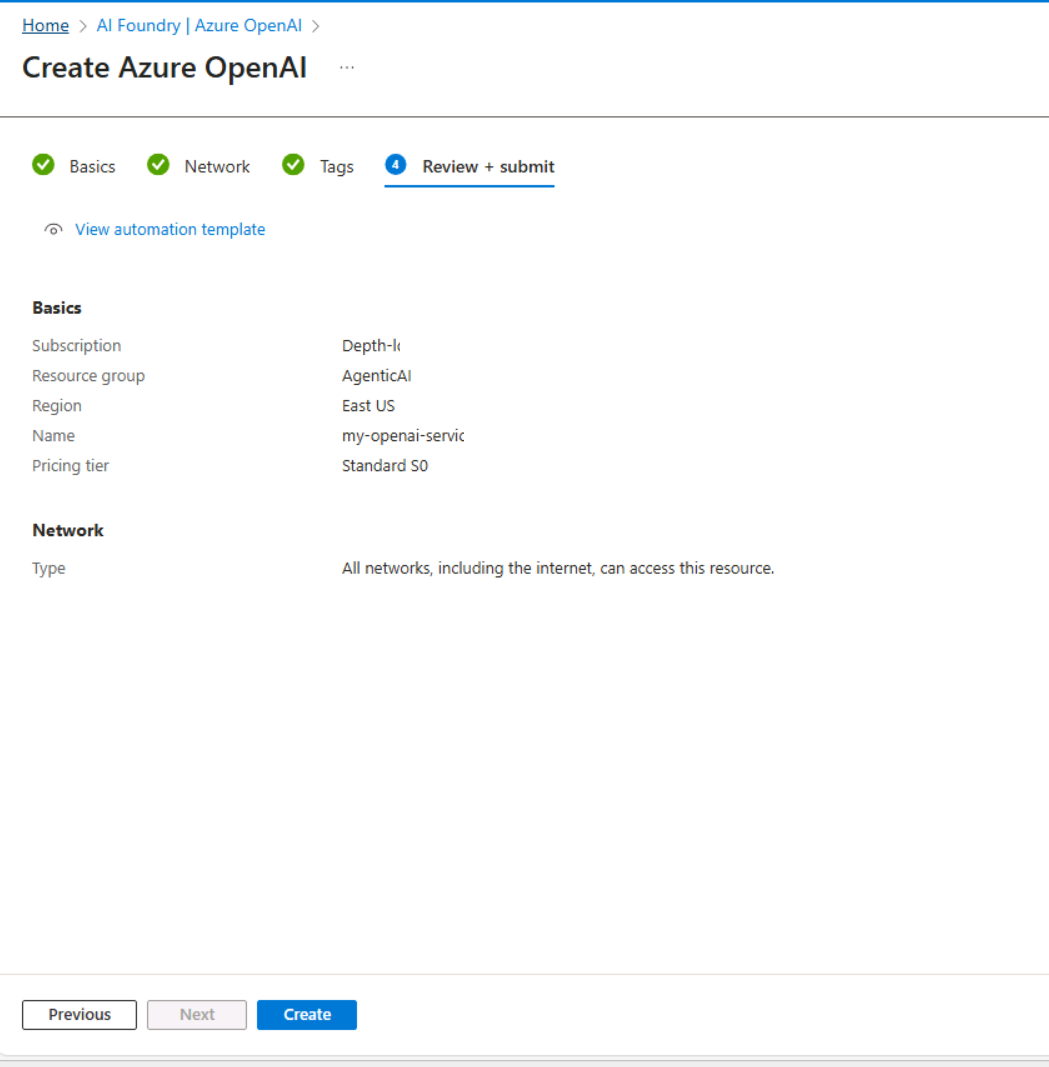 Home > AI Foundry | Azure OpenAI >
Create Azure OpenAI ...
Basics Network Tags 4 Review + submit
View automation template
Basics
Subscription Depth-
Resource group AgenticAI
Region East US
Name my-openai-servic
Pricing tier Standard S0
Network
Type All networks, including the internet, can access this resource.
Previous Next Create